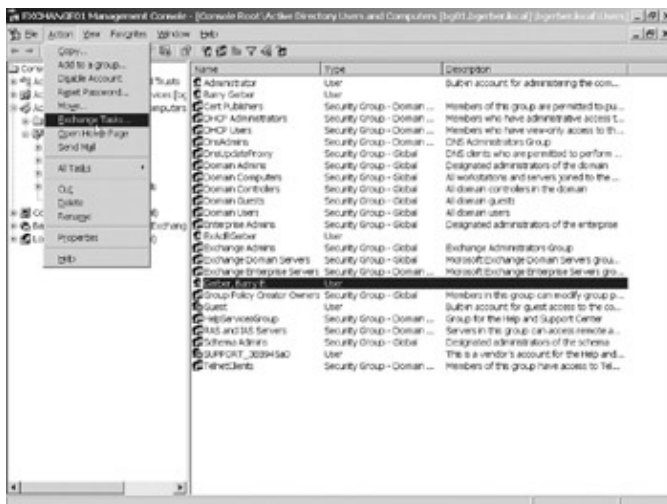 EXCHANGE01 Management Console - [Console Root\Active Directory Users and Computers [bg01.bgerber.local]\bgerber.local\Users]
File Action View Favorites Window Help
Copy...
Add to a group...
Disable Account
Reset Password...
Move...
Exchange Tasks...
Open Home Page
Send Mail
All Tasks
Cut
Delete
Rename
Properties
Help
Name Type Description
Administrator User Built-in account for administering the com...
Barry Gerber User
Cert Publishers Security Group - Domain ... Members of this group are permitted to pu...
DHCP Administrators Security Group - Domain ... Members who have administrative access t...
DHCP Users Security Group - Domain ... Members who have view-only access to th...
DnsAdmins Security Group - Domain ... DNS Administrators Group
DnsUpdateProxy Security Group - Global DNS clients who are permitted to perform ...
Domain Admins Security Group - Global Designated administrators of the domain
Domain Computers Security Group - Global All workstations and servers joined to the ...
Domain Controllers Security Group - Global All domain controllers in the domain
Domain Guests Security Group - Global All domain guests
Domain Users Security Group - Global All domain users
Enterprise Admins Security Group - Global Designated administrators of the enterprise
ExAdBGerber User
Exchange Admins Security Group - Global Exchange Administrators Group
Exchange Domain Servers Security Group - Global Microsoft Exchange Domain Servers grou...
Exchange Enterprise Servers Security Group - Domain ... Microsoft Exchange Enterprise Servers gro...
Gerber, Barry P. User
Group Policy Creator Owners Security Group - Global Members in this group can modify group p...
Guest User Built-in account for guest access to the co...
HelpServicesGroup Security Group - Domain ... Group for the Help and Support Center
RAS and IAS Servers Security Group - Domain ... Servers in this group can access remote a...
Schema Admins Security Group - Global Designated administrators of the schema
SUPPORT_388945a0 User This is a vendor's account for the Help and...
TelnetClients Security Group - Domain ... Members of this group have access to Tel...